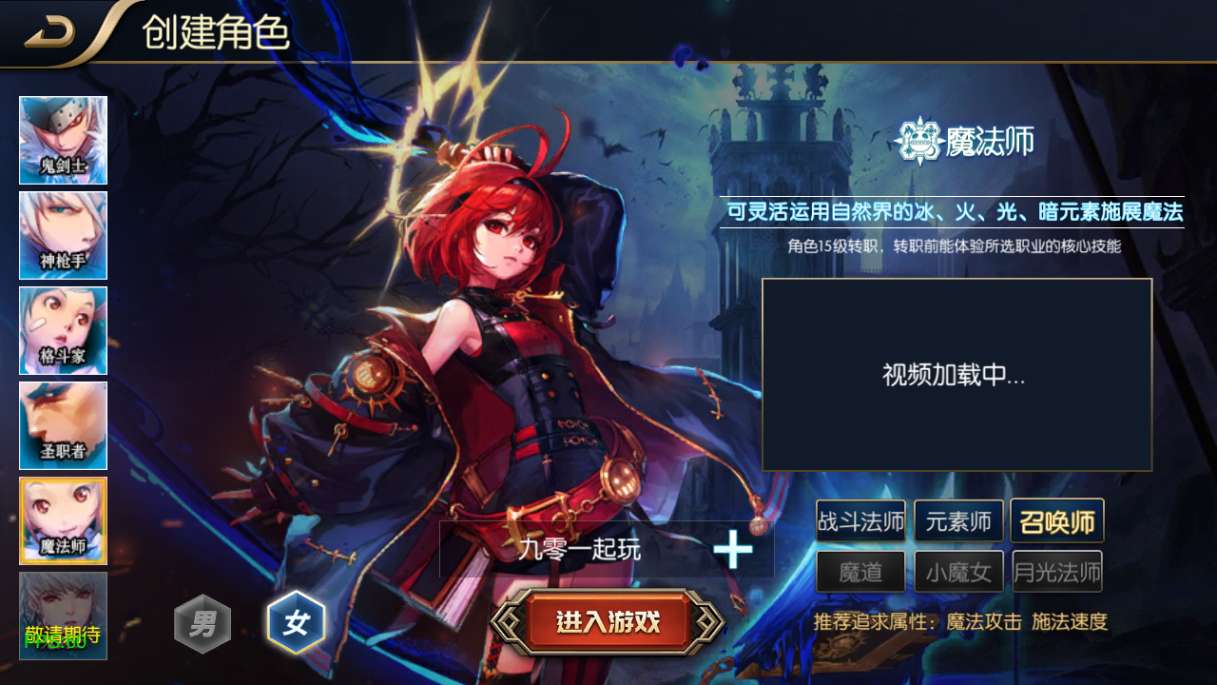 创建角色
鬼剑士
神枪手
格斗家
圣职者
魔法师
敬请期待
魔法师
可灵活运用自然界的冰、火、光、暗元素施展魔法
角色15级转职，转职前能体验所选职业的核心技能
视频加载中...
战斗法师 元素师 召唤师
魔道 小魔女 月光法师
推荐追求属性：魔法攻击 施法速度
九零一起玩
男 女
进入游戏